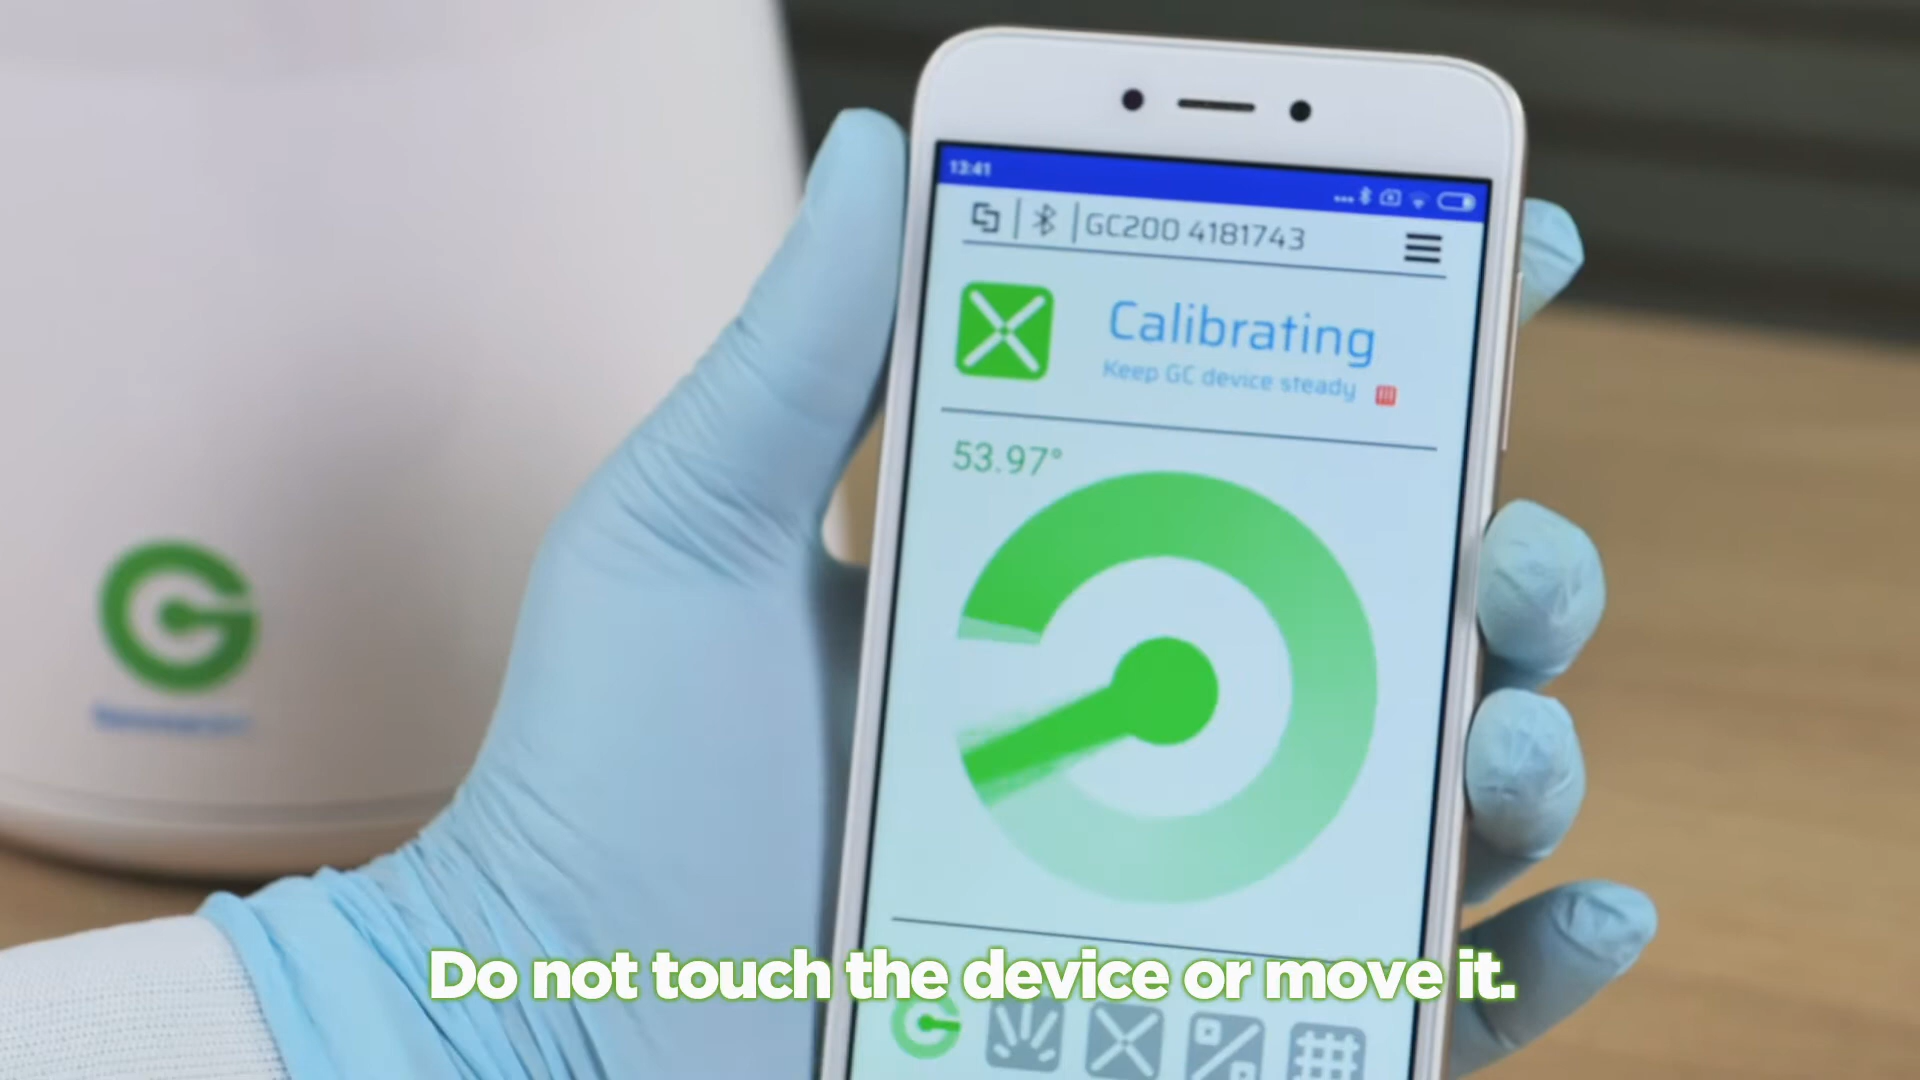 13:41
GC200 4181743
Calibrating
Keep GC device steady
53.97°
Do not touch the device or move it.